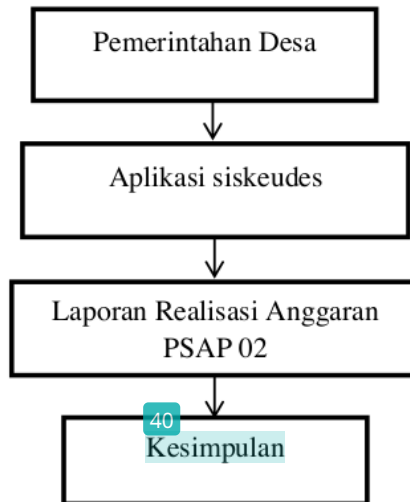 Pemerintahan Desa
Aplikasi siskeudes
Laporan Realisasi Anggaran
PSAP 02
40
Kesimpulan